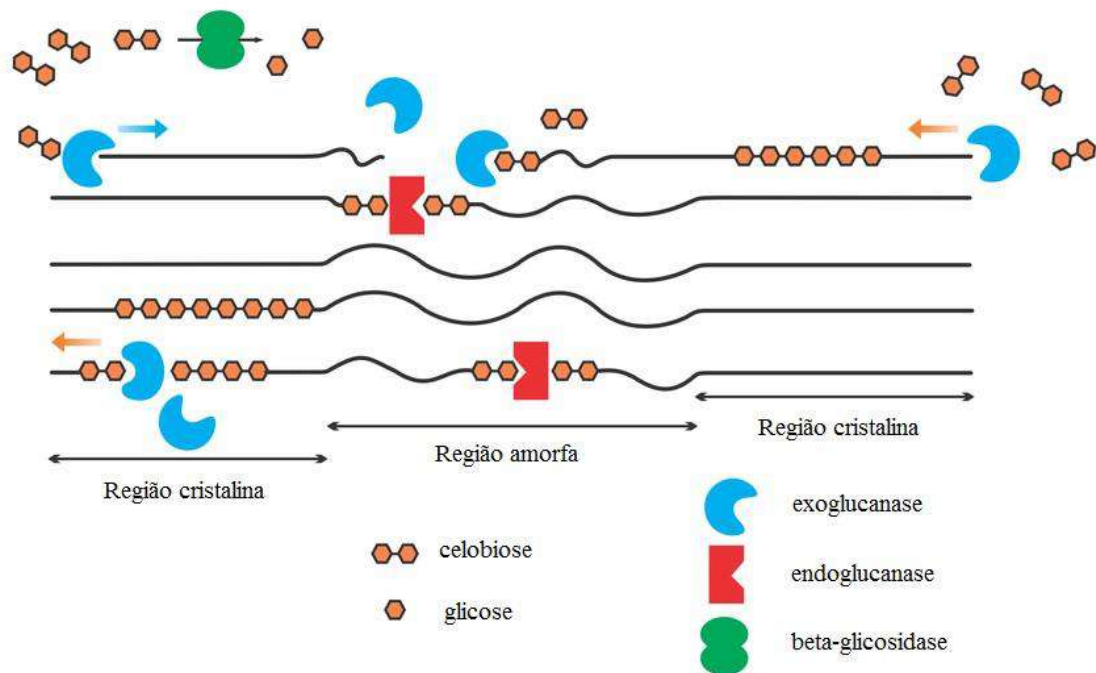 Região cristalina
Região amorfa
Região cristalina
celobiose
glicose
exoglucanase
endoglucanase
beta-glicosidase